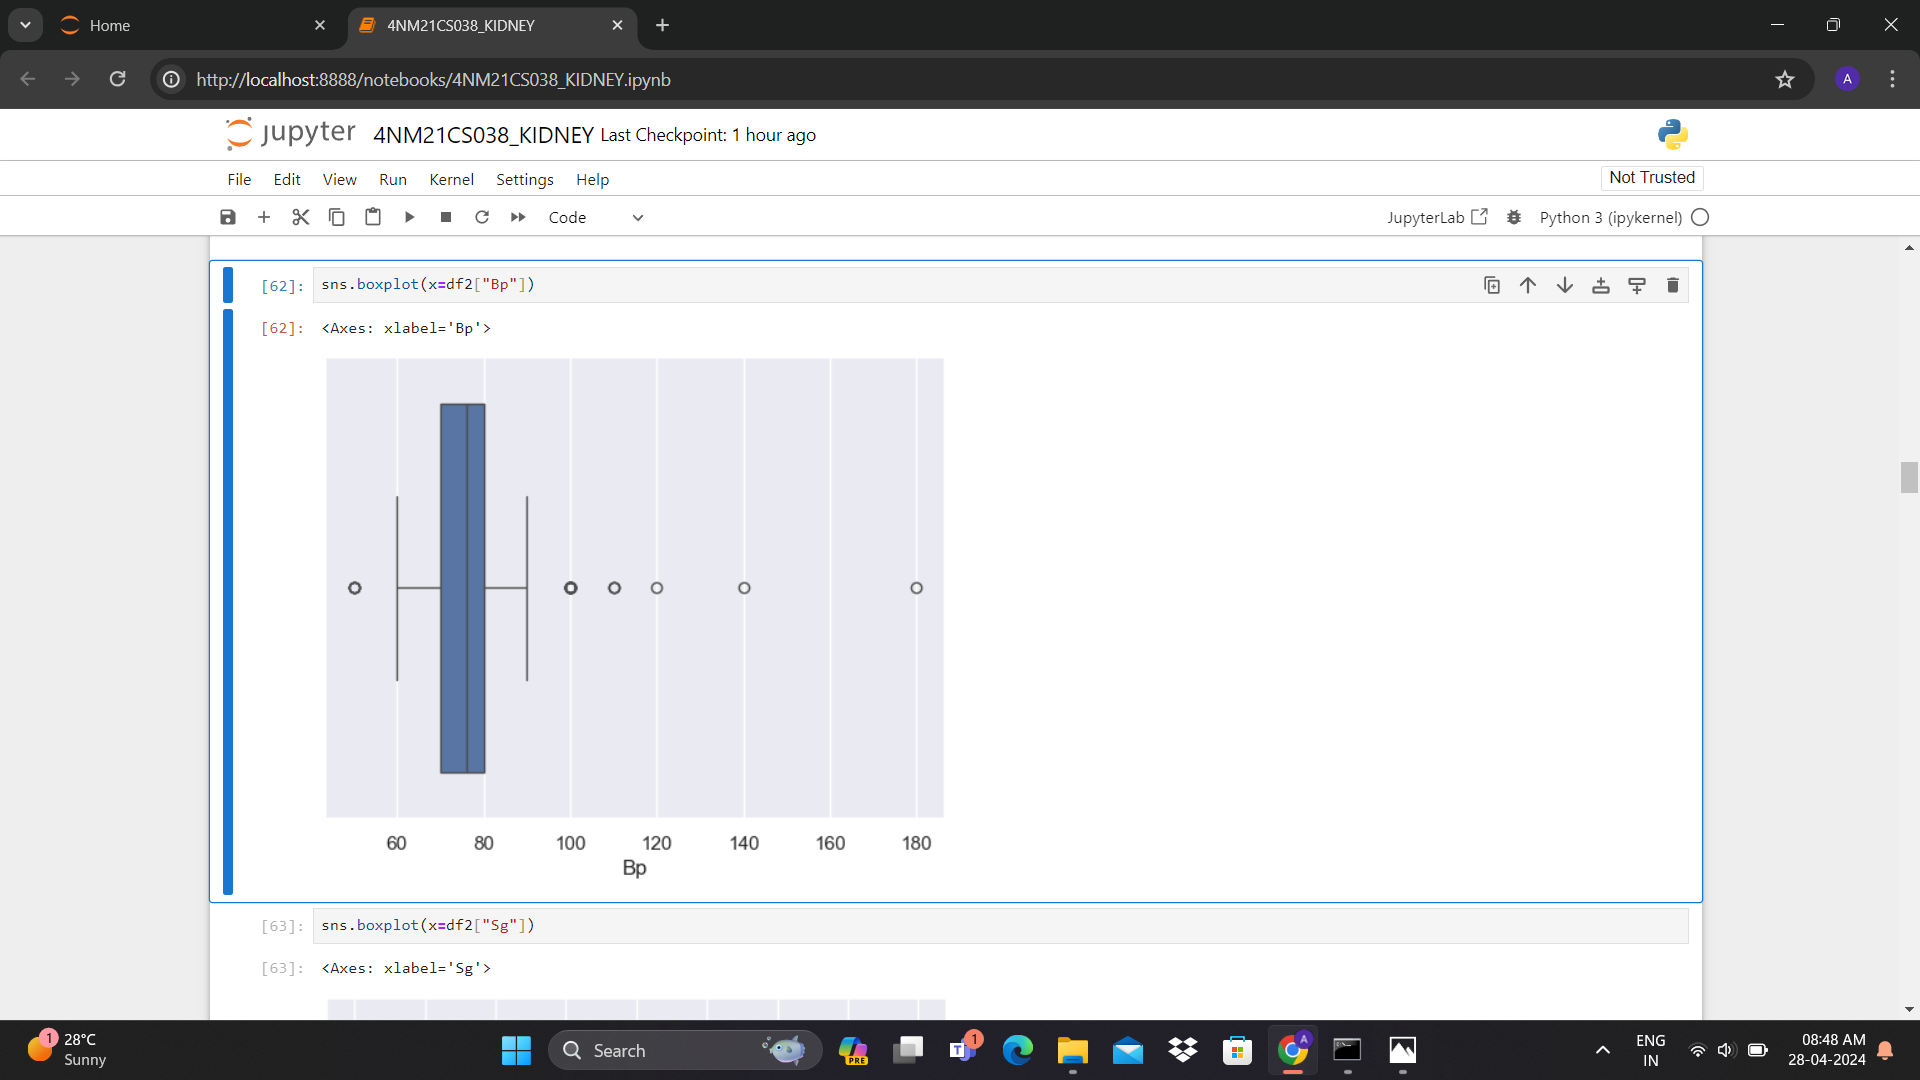 Home
4NM21CS038_KIDNEY
http://localhost:8888/notebooks/4NM21CS038_KIDNEY.ipynb
A
jupyter 4NM21CS038_KIDNEY Last Checkpoint: 1 hour ago
File Edit View Run Kernel Settings Help
Not Trusted
Code
JupyterLab
Python 3 (ipykernel)
[62]: sns.boxplot(x=df2["Bp"])
[62]: <Axes: xlabel='Bp'>
60 80 100 120 140 160 180
Bp
[63]: sns.boxplot(x=df2["Sg"])
[63]: <Axes: xlabel='Sg'>
1
28°C
Sunny
Search
PRE
T
1
A
ENG
IN
08:48 AM
28-04-2024